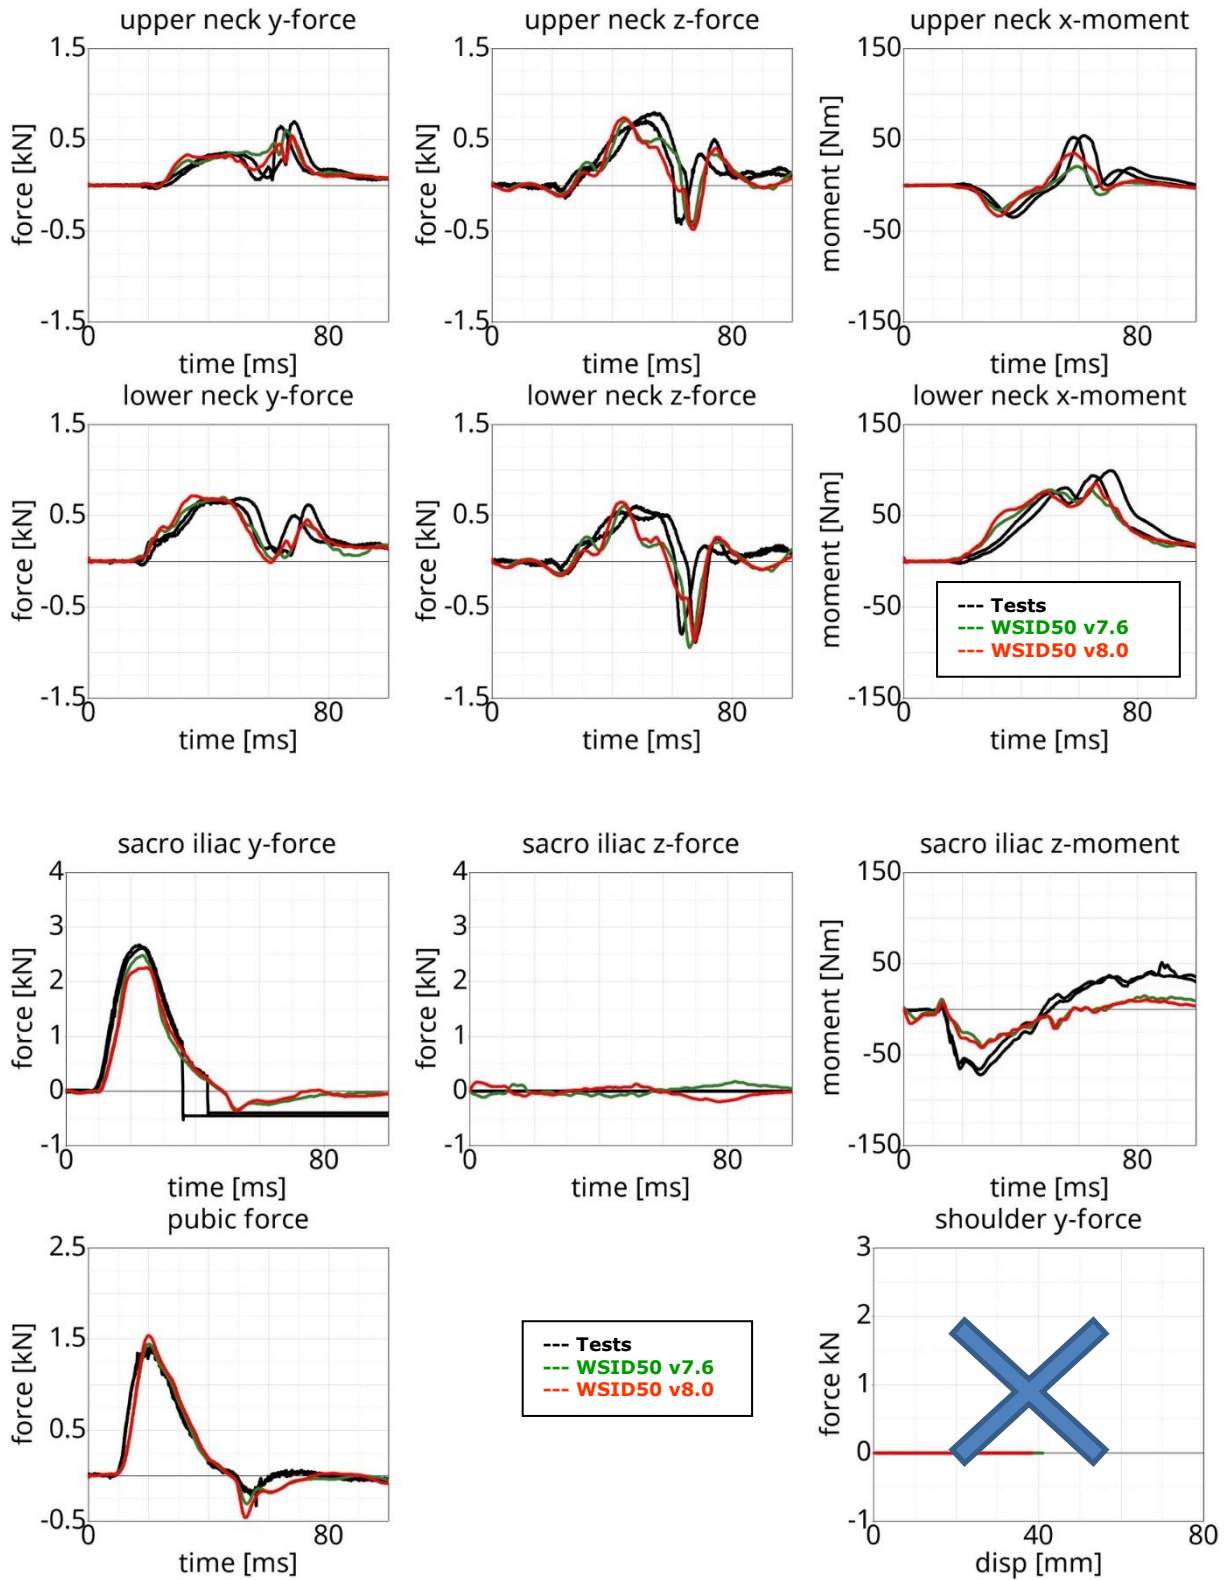 upper neck y-force
upper neck z-force
upper neck x-moment
1.5
0.5
-0.5
-1.5
force [kN]
0
80
time [ms]
1.5
0.5
-0.5
-1.5
force [kN]
0
80
time [ms]
150
50
-50
-150
moment [Nm]
0
80
time [ms]
lower neck y-force
lower neck z-force
lower neck x-moment
1.5
0.5
-0.5
-1.5
force [kN]
0
80
time [ms]
1.5
0.5
-0.5
-1.5
force [kN]
0
80
time [ms]
150
50
-50
-150
moment [Nm]
0
80
time [ms]
--- Tests
--- WSID50 v7.6
--- WSID50 v8.0
sacro iliac y-force
sacro iliac z-force
sacro iliac z-moment
4
3
2
1
0
-1
force [kN]
0
80
time [ms]
4
3
2
1
0
-1
force [kN]
0
80
time [ms]
150
50
-50
-150
moment [Nm]
0
80
time [ms]
pubic force
shoulder y-force
2.5
1.5
0.5
-0.5
force [kN]
0
80
time [ms]
--- Tests
--- WSID50 v7.6
--- WSID50 v8.0
3
2
1
0
-1
force kN
0
40
80
disp [mm]